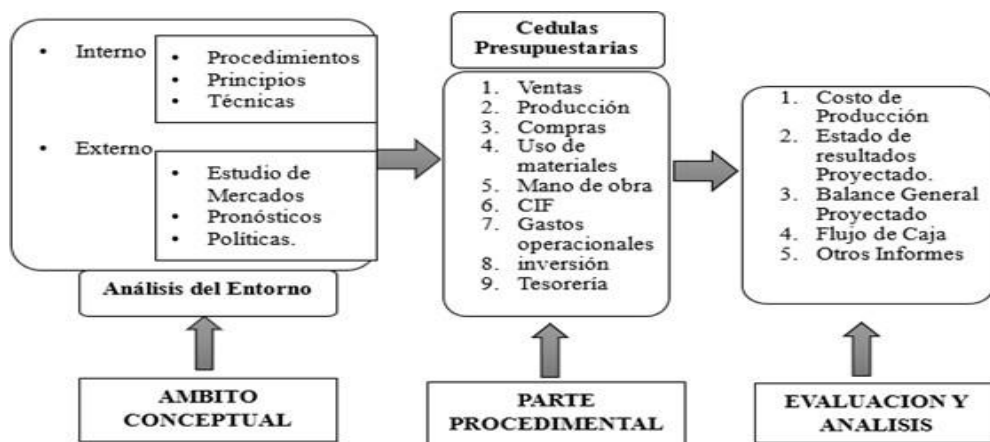 • Interno
• Procedimientos
• Principios
• Técnicas
• Externo
• Estudio de
Mercados
• Pronósticos
• Políticas.
Análisis del Entorno
AMBITO
CONCEPTUAL
Cedulas
Presupuestarias
1. Ventas
2. Producción
3. Compras
4. Uso de
materiales
5. Mano de obra
6. CIF
7. Gastos
operacionales
8. inversión
9. Tesorería
PARTE
PROCEDIMENTAL
1. Costo de
Producción
2. Estado de
resultados
Proyectado.
3. Balance General
Proyectado
4. Flujo de Caja
5. Otros Informes
EVALUACION Y
ANALISIS